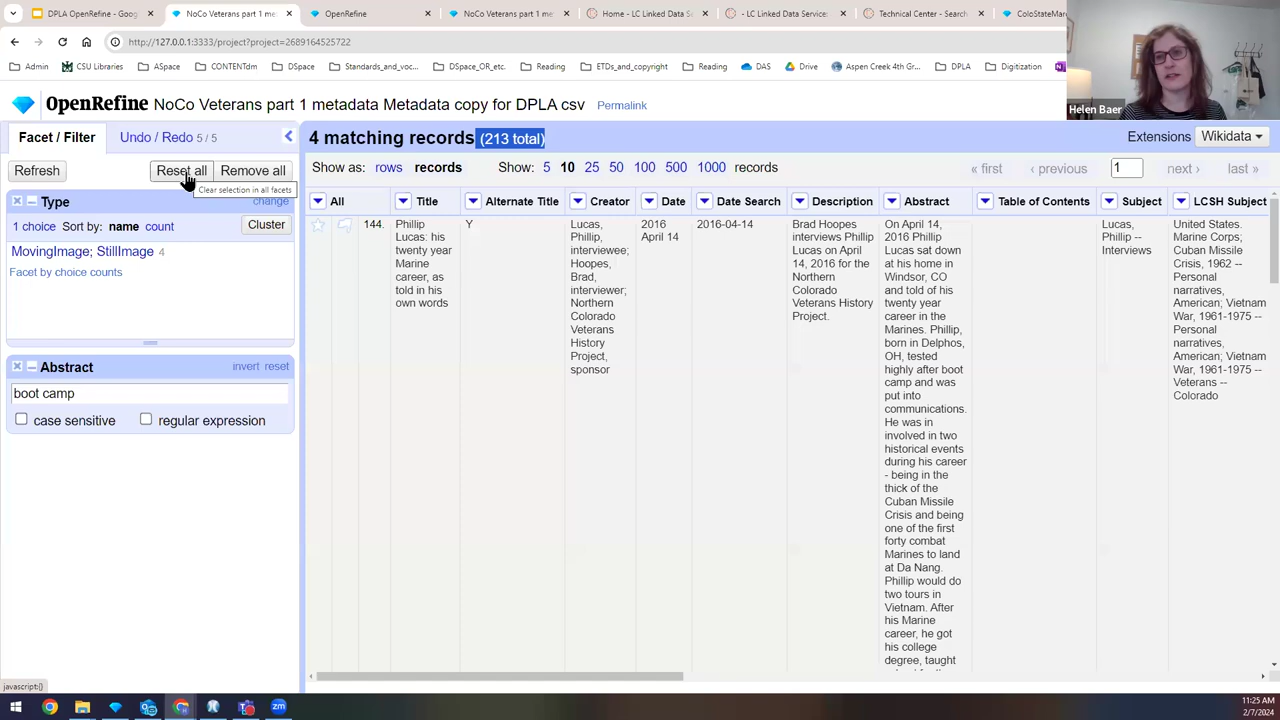 DPLA OpenRefine - Goog
NoCo Veterans part 1 me
OpenRefine
NoCo Veterans part 1 me
Home - LC Linked Data Se
- LC Linked Data Services
Technical Center - Search
ColoStateMar
http://127.0.0.1:3333/project?project=2689164525722
Admin
CSU Libraries
ASpace
CONTENTdm
DSpace
Standards_and_voc...
DSpace_OR_etc.
Reading
ETDs_and_copyright
Reading
DAS
Drive
Aspen Creek 4th Gr...
DPLA
Digitization
Helen Baer
OpenRefine NoCo Veterans part 1 metadata Metadata copy for DPLA csv Permalink
Facet / Filter
Undo / Redo 5 / 5
4 matching records (213 total)
Extensions
Wikidata
Refresh
Reset all
Remove all
Clear selection in all facets
Show as: rows records
Show: 5 10 25 50 100 500 1000 records
« first ‹ previous 1 next › last »
Type
change
1 choice Sort by: name count
Cluster
MovingImage; StillImage 4
Facet by choice counts
Abstract
invert reset
boot camp
case sensitive
regular expression
All
Title
Alternate Title
Creator
Date
Date Search
Description
Abstract
Table of Contents
Subject
LCSH Subject
144.
Phillip
Lucas: his
twenty year
Marine
career, as
told in his
own words
Y
Lucas,
Phillip,
interviewee;
Hoopes,
Brad,
interviewer;
Northern
Colorado
Veterans
History
Project,
sponsor
2016
April 14
2016-04-14
Brad Hoopes
interviews Phillip
Lucas on April
14, 2016 for the
Northern
Colorado
Veterans History
Project.
On April 14,
2016 Phillip
Lucas sat down
at his home in
Windsor, CO
and told of his
twenty year
career in the
Marines. Phillip,
born in Delphos,
OH, tested
highly after boot
camp and was
put into
communications.
He was in
involved in two
historical events
during his career
- being in the
thick of the
Cuban Missile
Crisis and being
one of the first
forty combat
Marines to land
at Da Nang.
Phillip would do
two tours in
Vietnam. After
his Marine
career, he got
his college
degree, taught
Lucas,
Phillip --
Interviews
United States.
Marine Corps;
Cuban Missile
Crisis, 1962 --
Personal
narratives,
American; Vietnam
War, 1961-1975 --
Personal
narratives,
American; Vietnam
War, 1961-1975 --
Veterans --
Colorado
javascript:{}
11:25 AM
2/7/2024